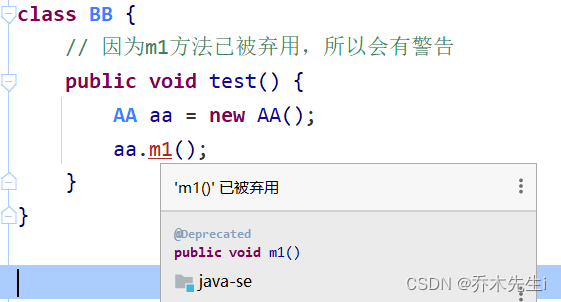 class BB {
// 因为m1方法已被弃用，所以会有警告
public void test() {
AA aa = new AA();
aa.m1();
}
}
'm1()' 已被弃用
@Deprecated
public void m1()
java-se
CSDN @乔木先生i